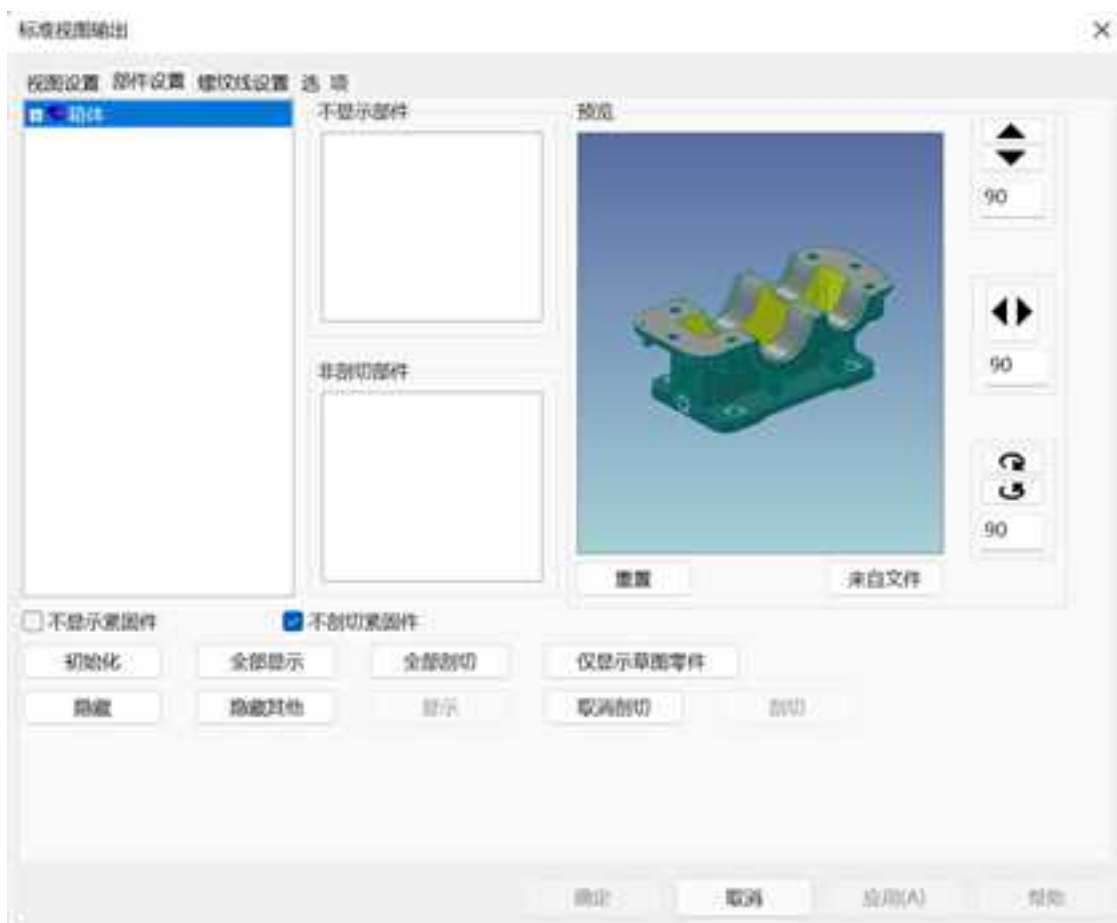 标准视图输出
视图设置 部件设置 螺纹线设置 选 项
箱体
不显示部件
预览
90
90
非剖切部件
90
重置 来自文件
不显示紧固件 不剖切紧固件
初始化 全部显示 全部剖切 仅显示草图零件
隐藏 隐藏其他 显示 取消剖切 剖切
确定 取消 应用(A) 帮助